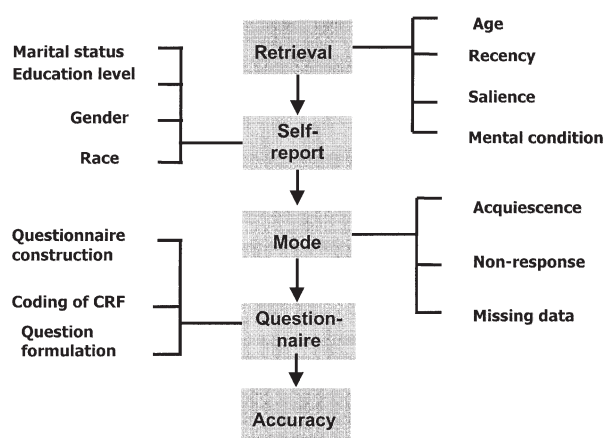 Retrieval
Age
Recency
Salience
Mental condition
Marital status
Education level
Gender
Race
Self-
report
Mode
Acquiescence
Non-response
Missing data
Questionnaire
construction
Coding of CRF
Question
formulation
Question-
naire
Accuracy